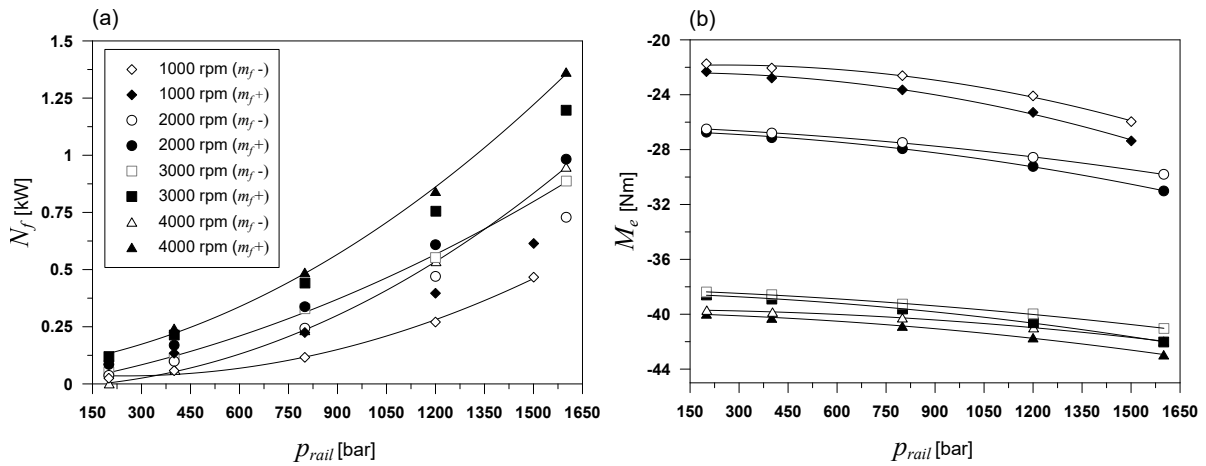 (a)
1.5
1.25
1
0.75
0.5
0.25
0
N_f [kW]
1000 rpm (m_f -)
1000 rpm (m_f+)
2000 rpm (m_f -)
2000 rpm (m_f+)
3000 rpm (m_f -)
3000 rpm (m_f+)
4000 rpm (m_f -)
4000 rpm (m_f+)
150 300 450 600 750 900 1050 1200 1350 1500 1650
p_rail [bar]
(b)
-20
-24
-28
-32
-36
-40
-44
M_e [Nm]
150 300 450 600 750 900 1050 1200 1350 1500 1650
p_rail [bar]